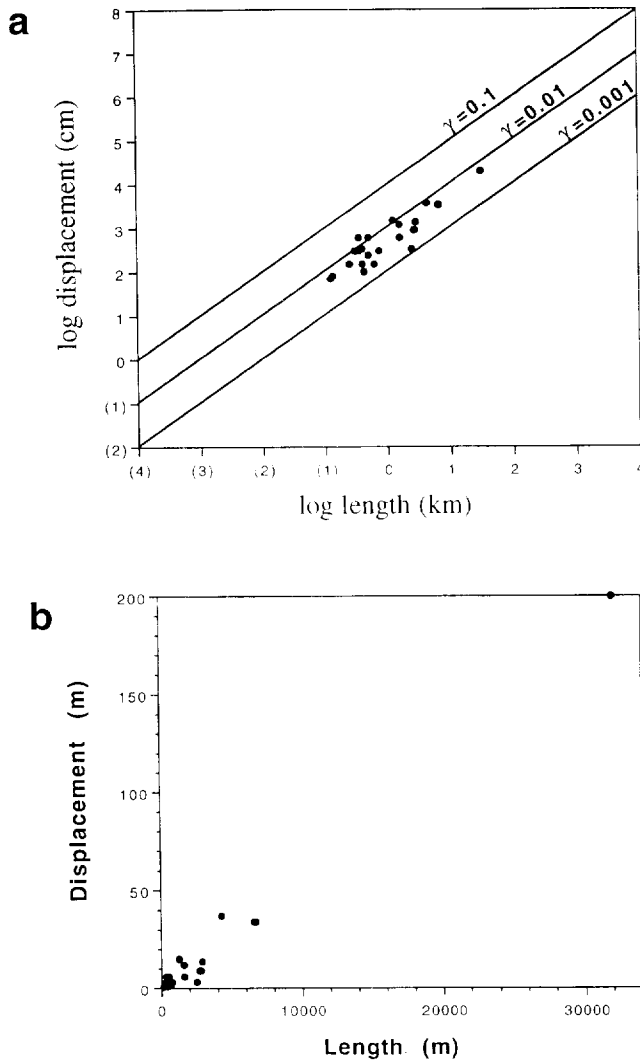 a
8
7
6
5
4
3
2
1
0
(1)
(2)
log displacement (cm)
γ=0.1
γ=0.01
γ=0.001
(4) (3) (2) (1) 0 1 2 3 4
log length (km)
b
200
150
100
50
0
Displacement (m)
0 10000 20000 30000
Length (m)